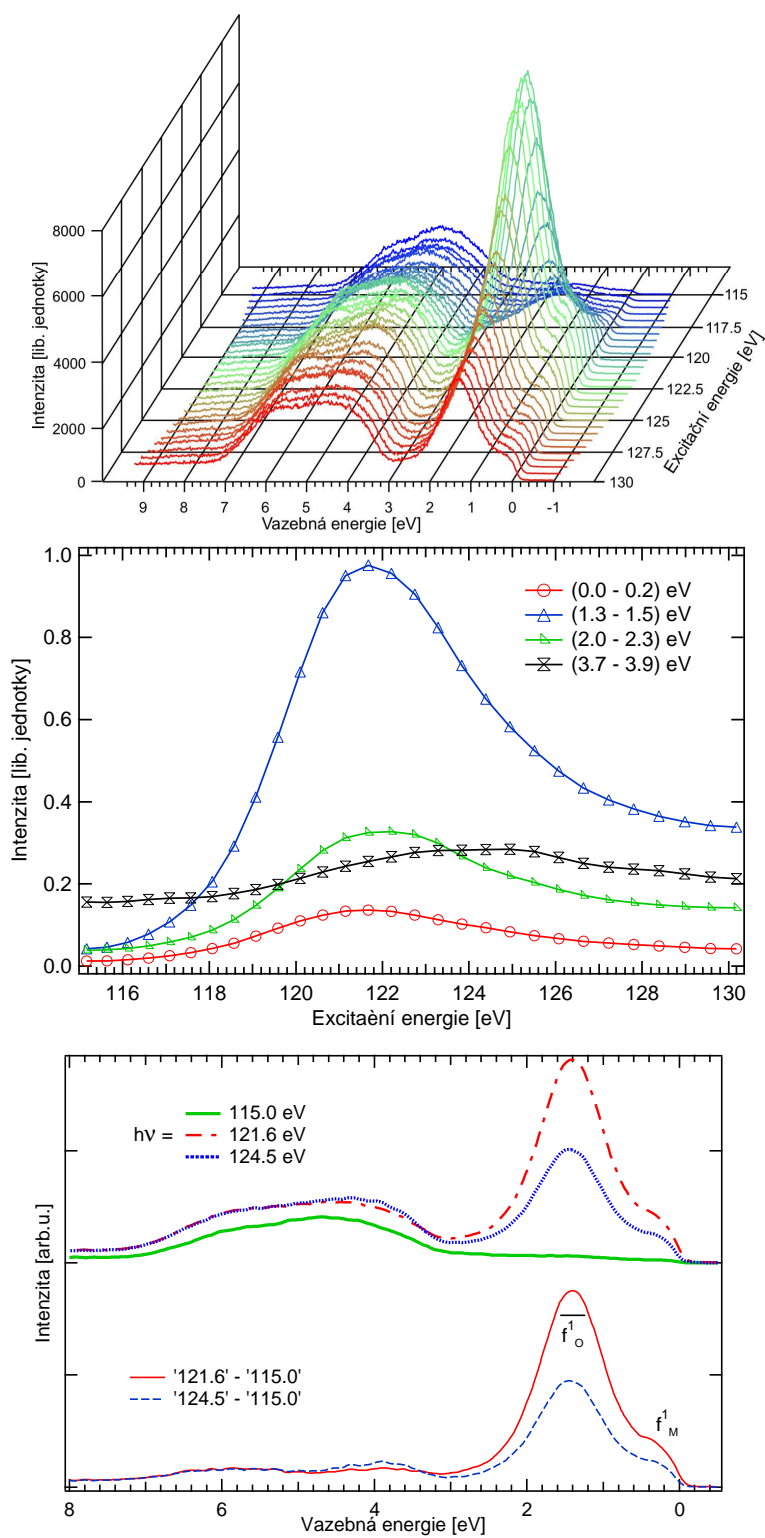 8000
6000
4000
2000
0
Intenzita [lib. jednotky]
9 8 7 6 5 4 3 2 1 0 -1
Vazebná energie [eV]
115
117.5
120
122.5
125
127.5
130
Excitační energie [eV]
1.0
0.8
0.6
0.4
0.2
0.0
Intenzita [lib. jednotky]
(0.0 - 0.2) eV
(1.3 - 1.5) eV
(2.0 - 2.3) eV
(3.7 - 3.9) eV
116 118 120 122 124 126 128 130
Excitaèní energie [eV]
Intenzita [arb.u.]
hν =
115.0 eV
121.6 eV
124.5 eV
f¹O
f¹M
'121.6' - '115.0'
'124.5' - '115.0'
8 6 4 2 0
Vazebná energie [eV]